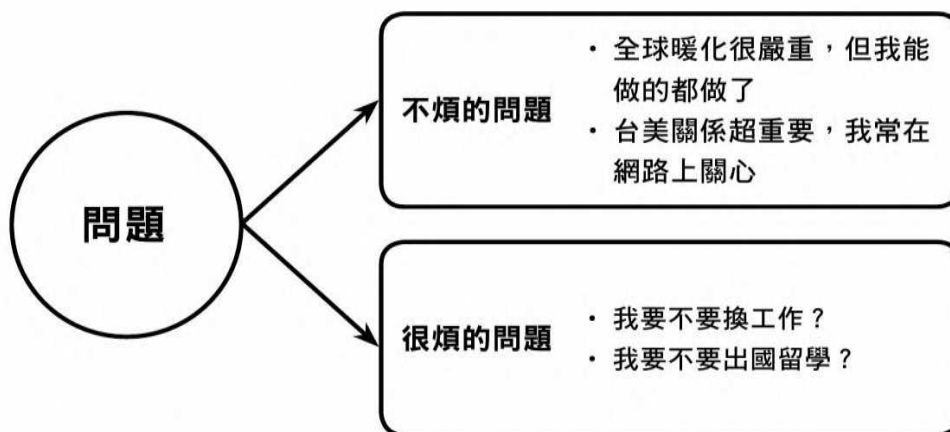 問題
不煩的問題
・ 全球暖化很嚴重，但我能
做的都做了
・ 台美關係超重要，我常在
網路上關心
很煩的問題
・ 我要不要換工作？
・ 我要不要出國留學？